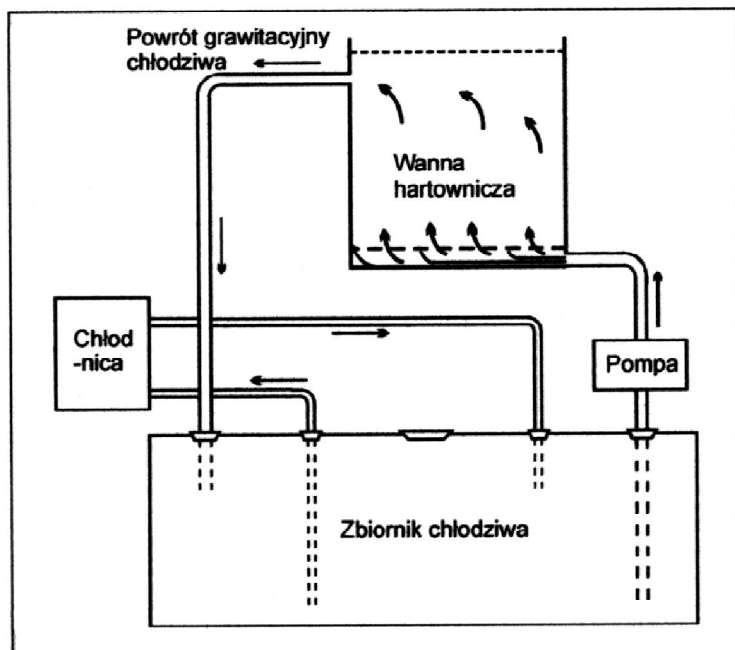 Powrót grawitacyjny
chłodziwa
Wanna
hartownicza
Chłod
-nica
Pompa
Zbiornik chłodziwa